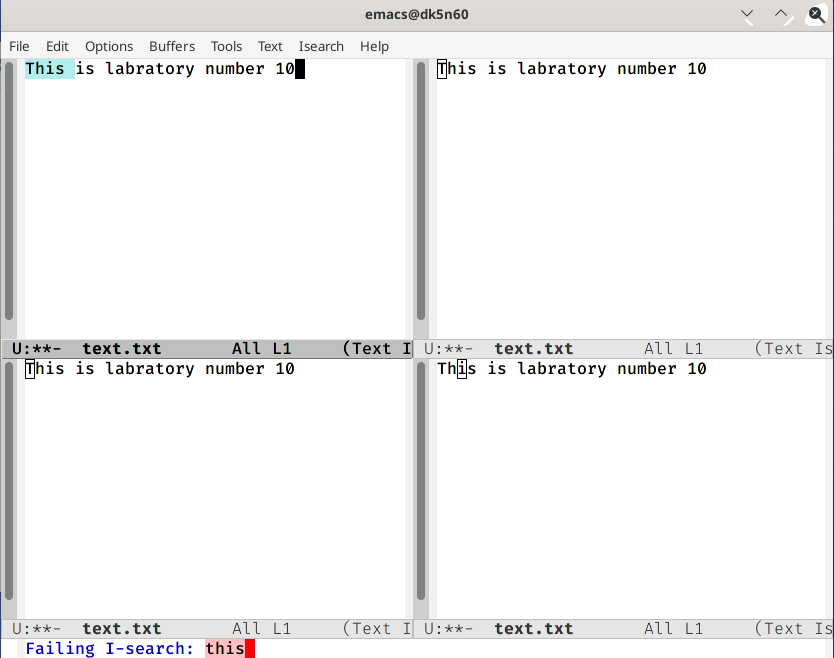 emacs@dk5n60
File Edit Options Buffers Tools Text Isearch Help
This is labratory number 10
This is labratory number 10
U:**- text.txt All L1 (Text I
U:**- text.txt All L1 (Text Is
This is labratory number 10
This is labratory number 10
U:**- text.txt All L1 (Text I
U:**- text.txt All L1 (Text Is
Failing I-search: this